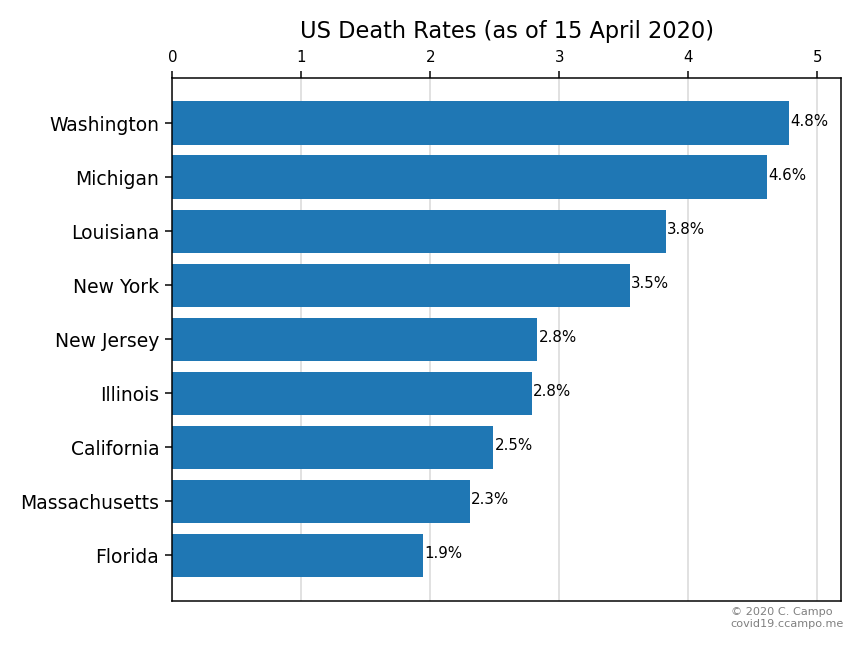 US Death Rates (as of 15 April 2020)
0 1 2 3 4 5
Washington 4.8%
Michigan 4.6%
Louisiana 3.8%
New York 3.5%
New Jersey 2.8%
Illinois 2.8%
California 2.5%
Massachusetts 2.3%
Florida 1.9%
© 2020 C. Campo
covid19.ccampo.me